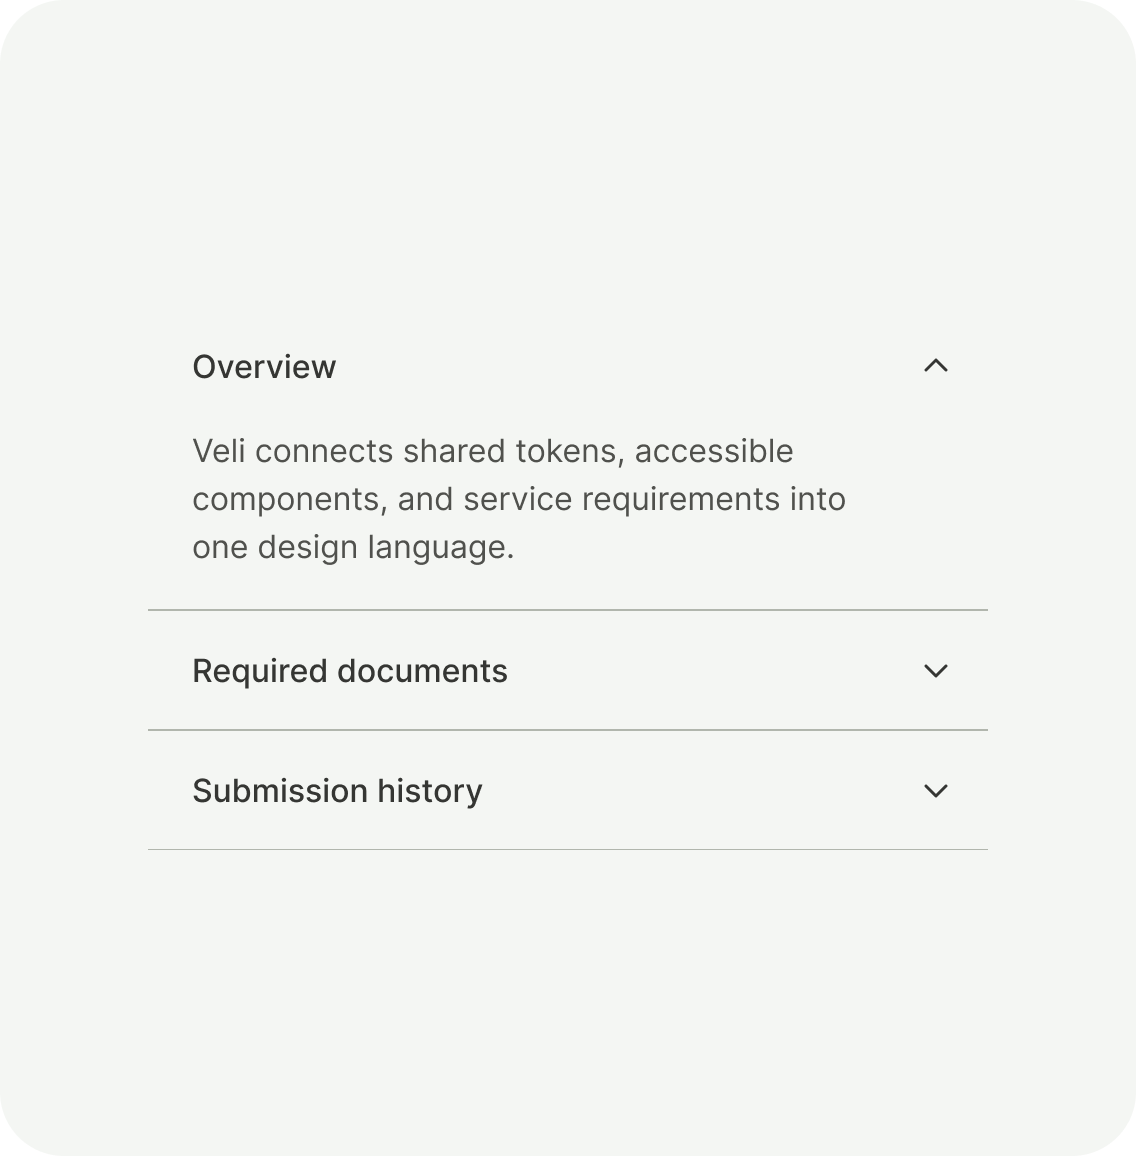 Overview
Veli connects shared tokens, accessible
components, and service requirements into
one design language.
Required documents
Submission history